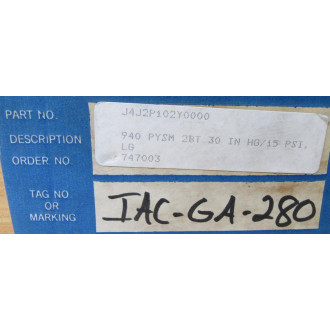 PART NO. J4J2P102Y0000
DESCRIPTION 940 PYSM 2BT 30 IN HG/15 PSI,
LG
ORDER NO. 747003
TAG NO.
OR
MARKING
IAC-GA-280